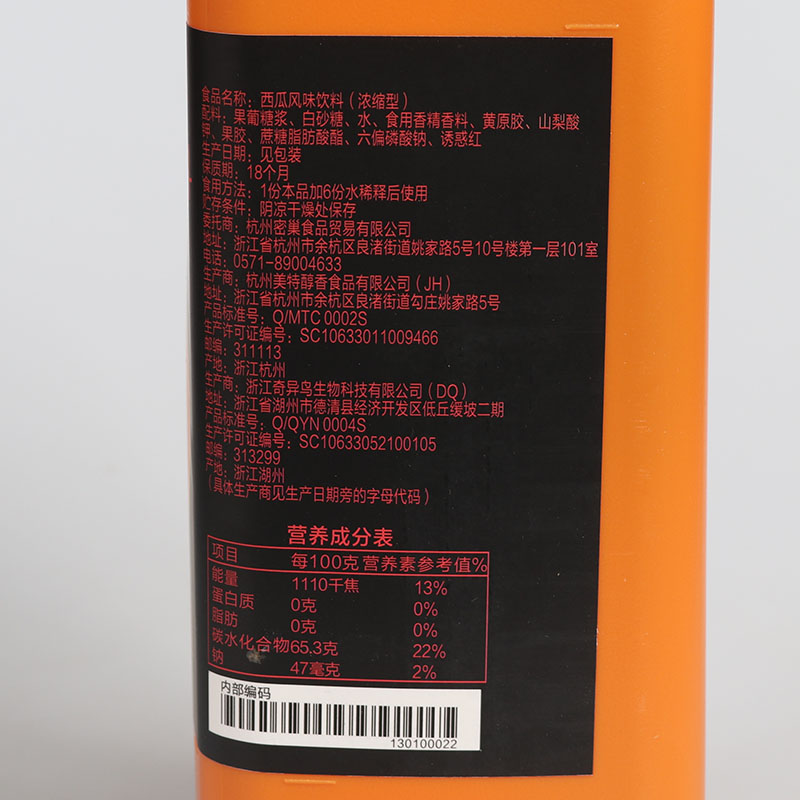 食品名称：西瓜风味饮料（浓缩型）
配料：果葡糖浆、白砂糖、水、食用香精香料、黄原胶、山梨酸
钾、果胶、蔗糖脂肪酸酯、六偏磷酸钠、诱惑红
生产日期：见包装
保质期：18个月
食用方法：1份本品加6份水稀释后使用
贮存条件：阴凉干燥处保存
委托商：杭州密巢食品贸易有限公司
地址：浙江省杭州市余杭区良渚街道姚家路5号10号楼第一层101室
电话：0571-89004633
生产商：杭州美特醇香食品有限公司（JH）
地址：浙江省杭州市余杭区良渚街道勾庄姚家路5号
产品标准号：Q/MTC 0002S
生产许可证编号：SC10633011009466
邮编：311113
产地：浙江杭州
生产商：浙江奇异鸟生物科技有限公司（DQ）
地址：浙江省湖州市德清县经济开发区低丘缓坡二期
产品标准号：Q/QYN 0004S
生产许可证编号：SC10633052100105
邮编：313299
产地：浙江湖州
（具体生产商见生产日期旁的字母代码）
营养成分表
项目 每100克 营养素参考值%
能量 1110千焦 13%
蛋白质 0克 0%
脂肪 0克 0%
碳水化合物 65.3克 22%
钠 47毫克 2%
内部编码
130100022